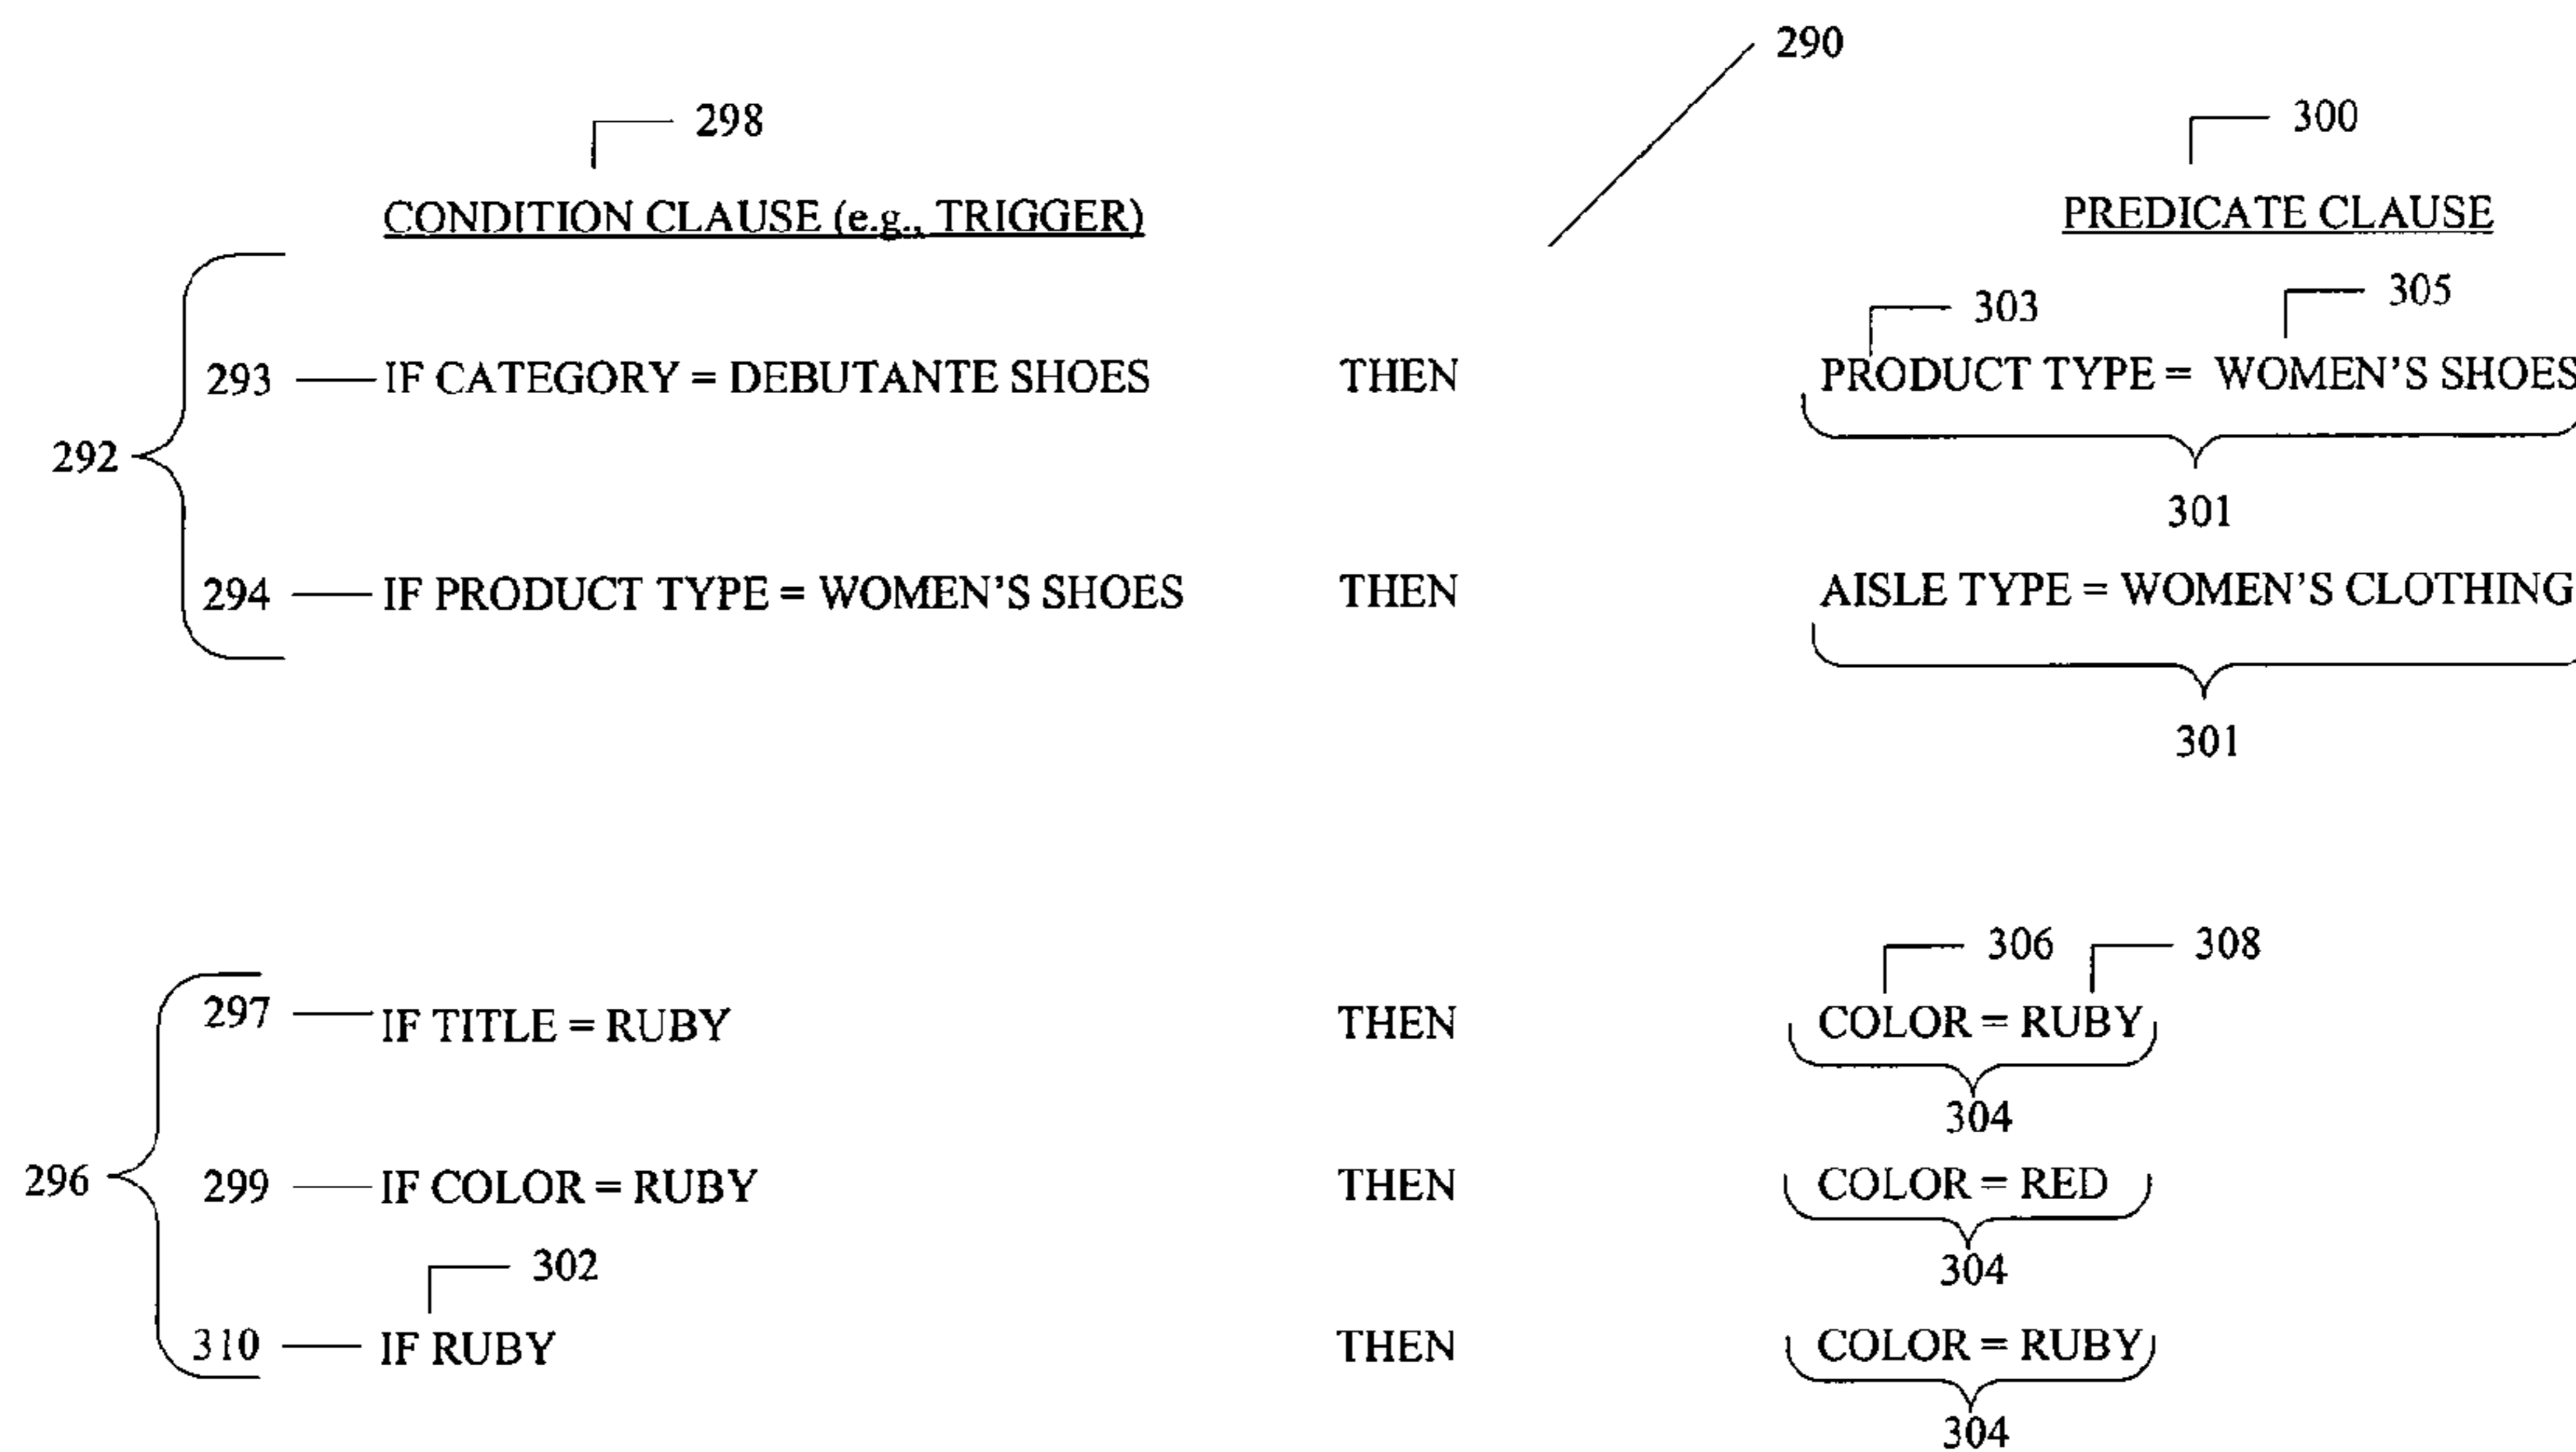 290
298
300
CONDITION CLAUSE (e.g., TRIGGER)
PREDICATE CLAUSE
303
305
293 IF CATEGORY = DEBUTANTE SHOES THEN PRODUCT TYPE = WOMEN'S SHOES
292
301
294 IF PRODUCT TYPE = WOMEN'S SHOES THEN AISLE TYPE = WOMEN'S CLOTHING
301
306
308
297 IF TITLE = RUBY THEN COLOR = RUBY
304
296
299 IF COLOR = RUBY THEN COLOR = RED
302
304
310 IF RUBY THEN COLOR = RUBY
304